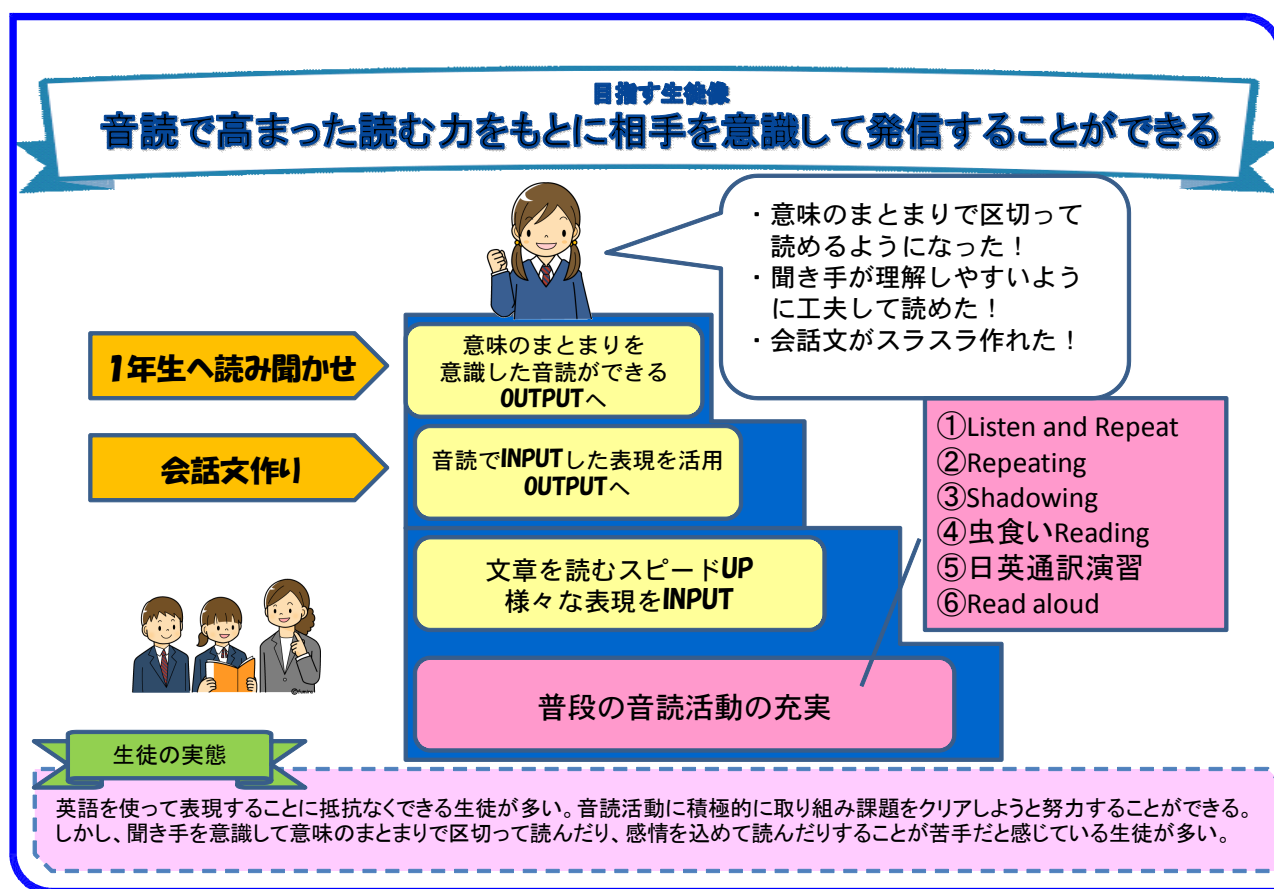 目指す生徒像
音読で高まった読む力をもとに相手を意識して発信することができる
・意味のまとまりで区切って
読めるようになった！
・聞き手が理解しやすいよう
に工夫して読めた！
・会話文がスラスラ作れた！
1年生へ読み聞かせ
意味のまとまりを
意識した音読ができる
OUTPUTへ
会話文作り
音読でINPUTした表現を活用
OUTPUTへ
①Listen and Repeat
②Repeating
③Shadowing
④虫食いReading
⑤日英通訳演習
⑥Read aloud
文章を読むスピードUP
様々な表現をINPUT
普段の音読活動の充実
生徒の実態
英語を使って表現することに抵抗なくできる生徒が多い。音読活動に積極的に取り組み課題をクリアしようと努力することができる。
しかし、聞き手を意識して意味のまとまりで区切って読んだり、感情を込めて読んだりすることが苦手だと感じている生徒が多い。